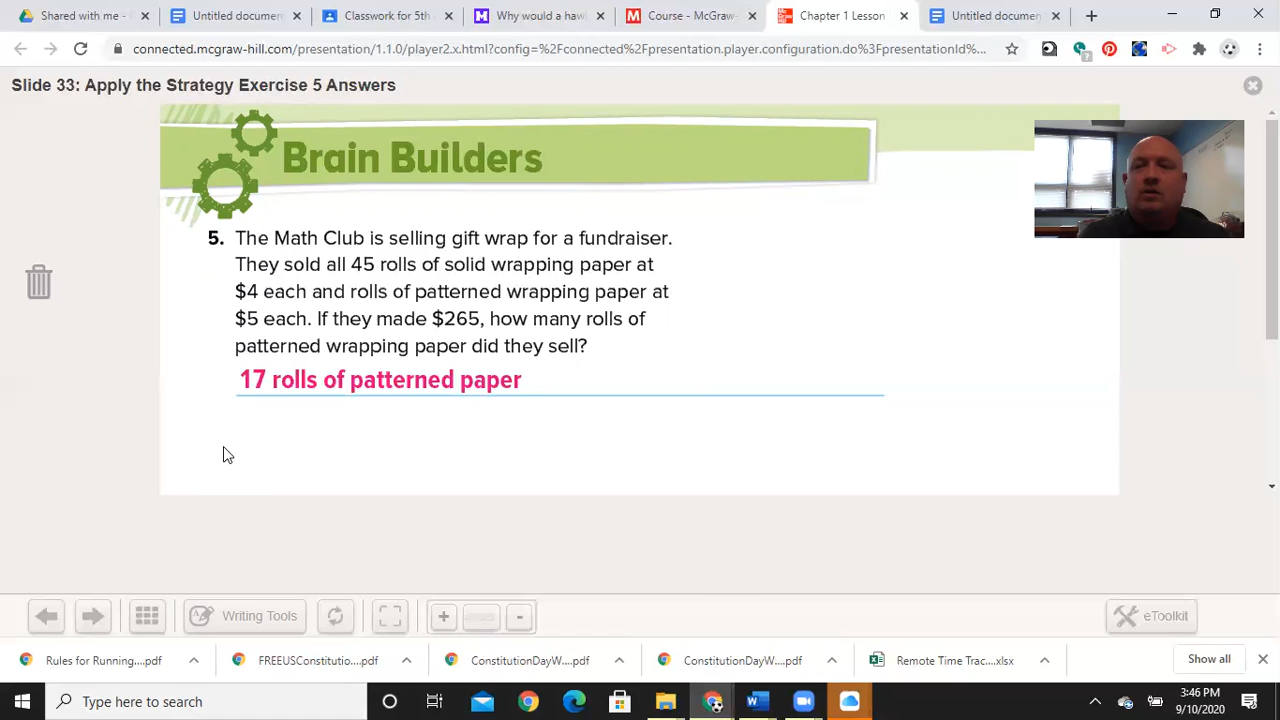 Shared with me -
Untitled documen
Classwork for 5th
Why would a haw
Course - McGraw
Chapter 1 Lesson
Untitled documen
connected.mcgraw-hill.com/presentation/1.1.0/player2.x.html?config=%2Fconnected%2Fpresentation.player.configuration.do%3FpresentationId%...
Slide 33: Apply the Strategy Exercise 5 Answers
Brain Builders
5. The Math Club is selling gift wrap for a fundraiser.
They sold all 45 rolls of solid wrapping paper at
$4 each and rolls of patterned wrapping paper at
$5 each. If they made $265, how many rolls of
patterned wrapping paper did they sell?
17 rolls of patterned paper
Writing Tools
+
-
eToolkit
Rules for Running....pdf
FREEUSConstitutio....pdf
ConstitutionDayW....pdf
ConstitutionDayW....pdf
Remote Time Trac....xlsx
Show all
Type here to search
3:46 PM
9/10/2020